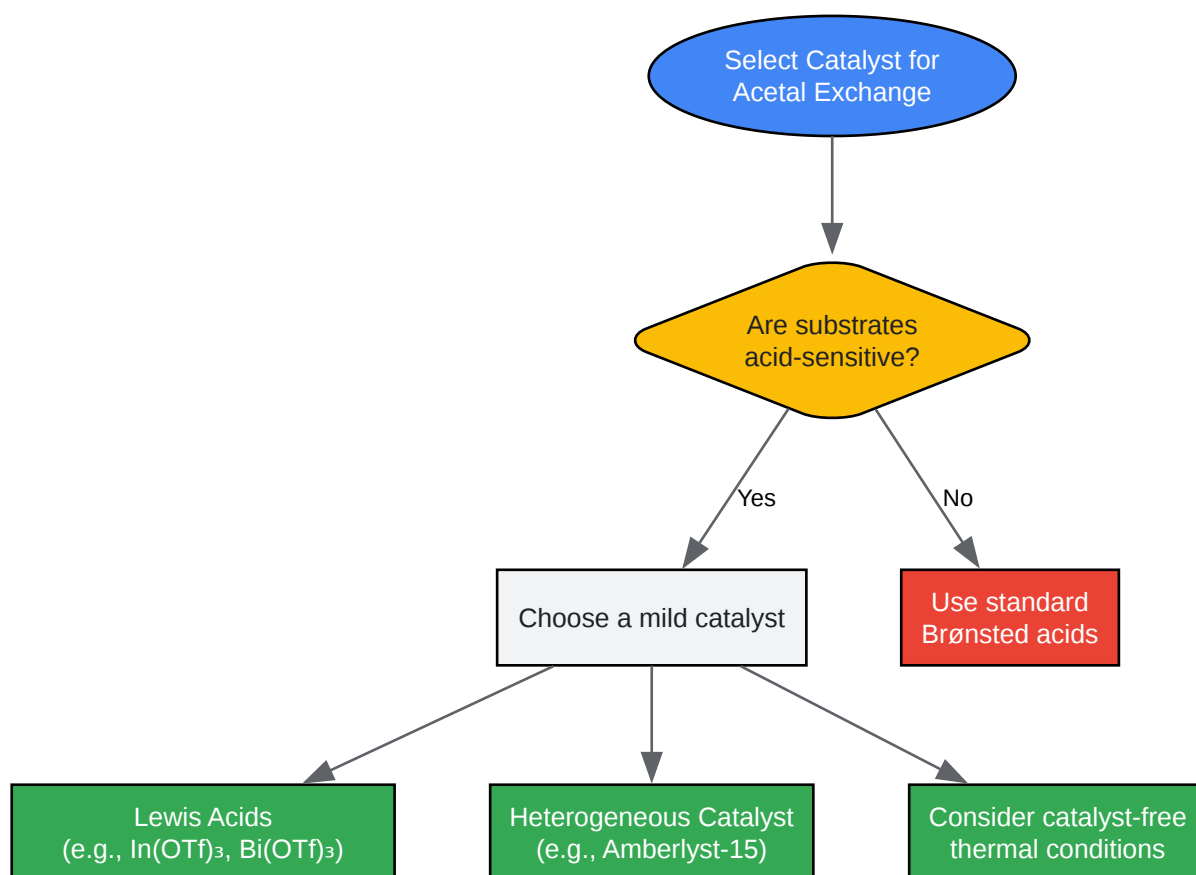 Select Catalyst for
Acetal Exchange
Are substrates
acid-sensitive?
Yes
No
Choose a mild catalyst
Use standard
Brønsted acids
Lewis Acids
(e.g., In(OTf)₃, Bi(OTf)₃)
Heterogeneous Catalyst
(e.g., Amberlyst-15)
Consider catalyst-free
thermal conditions